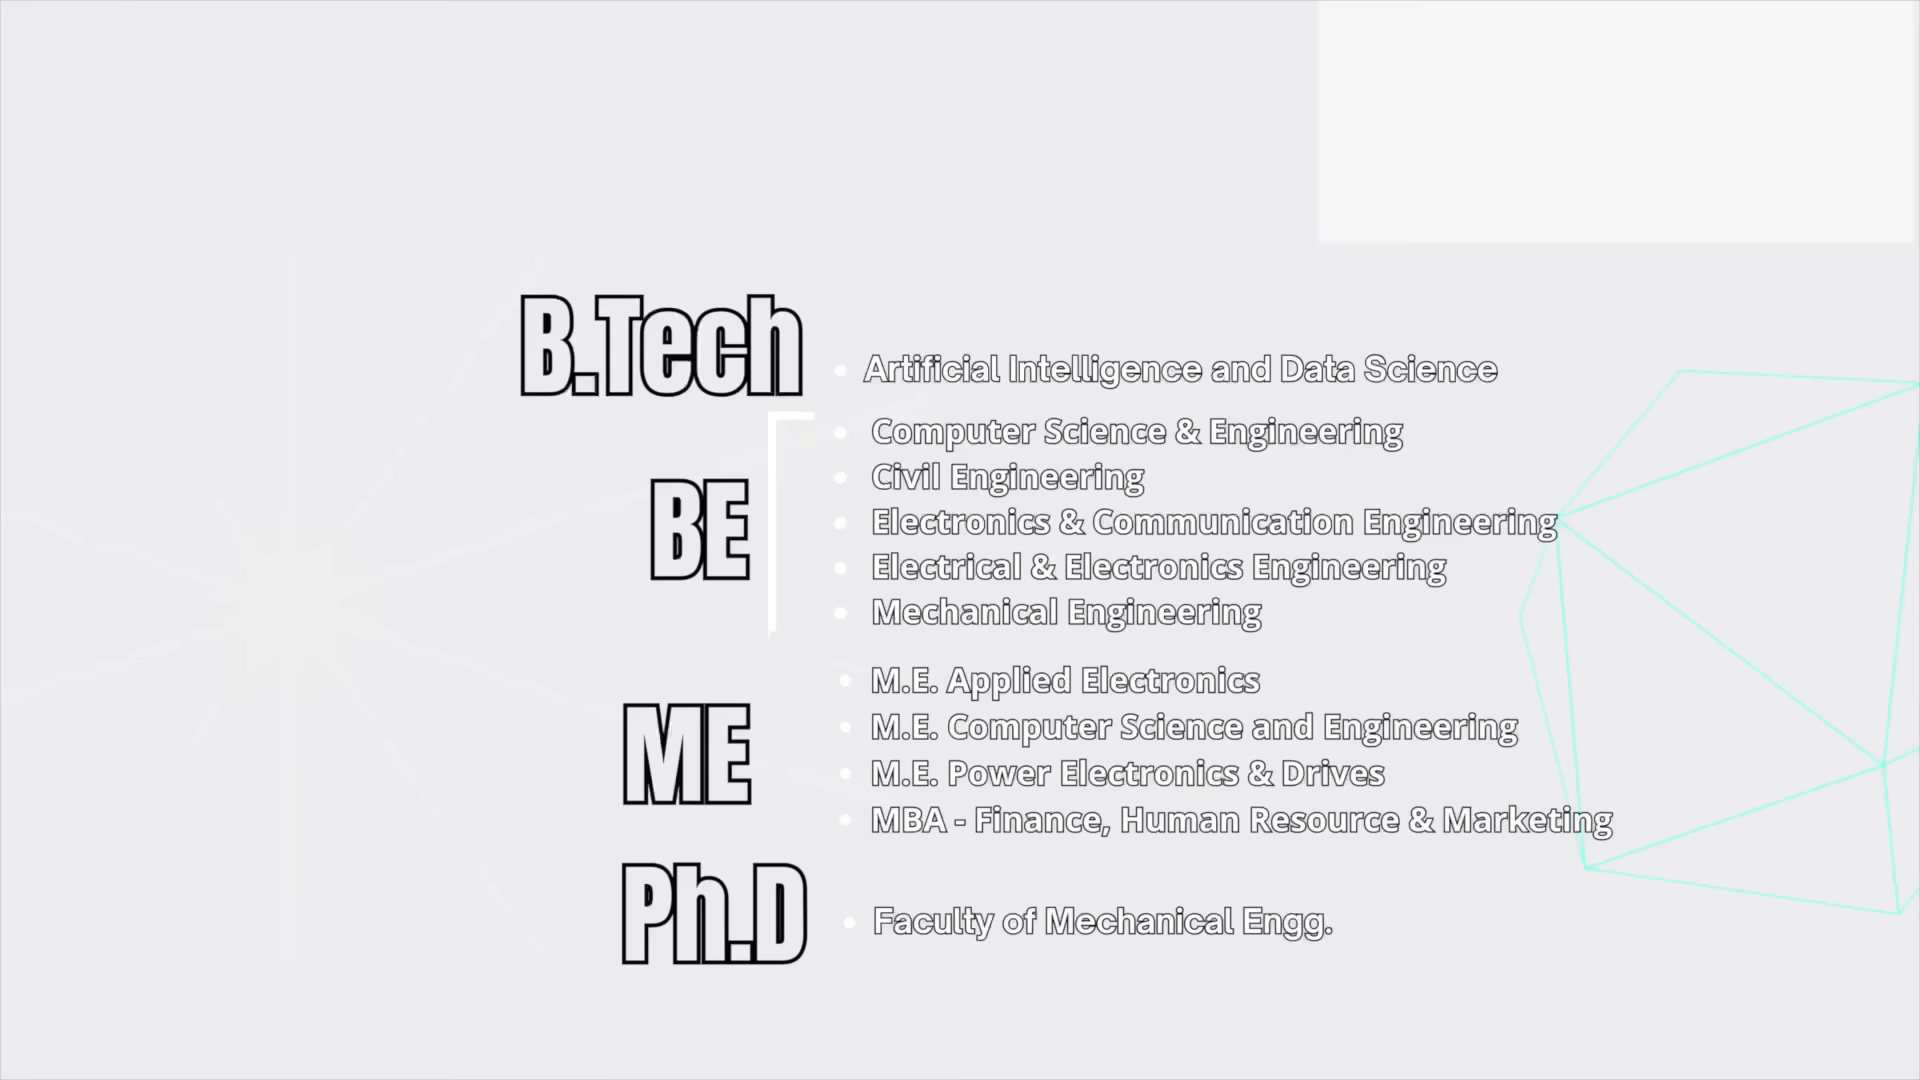 B.Tech
Artificial Intelligence and Data Science
BE
Computer Science & Engineering
Civil Engineering
Electronics & Communication Engineering
Electrical & Electronics Engineering
Mechanical Engineering
ME
M.E. Applied Electronics
M.E. Computer Science and Engineering
M.E. Power Electronics & Drives
MBA - Finance, Human Resource & Marketing
Ph.D
Faculty of Mechanical Engg.